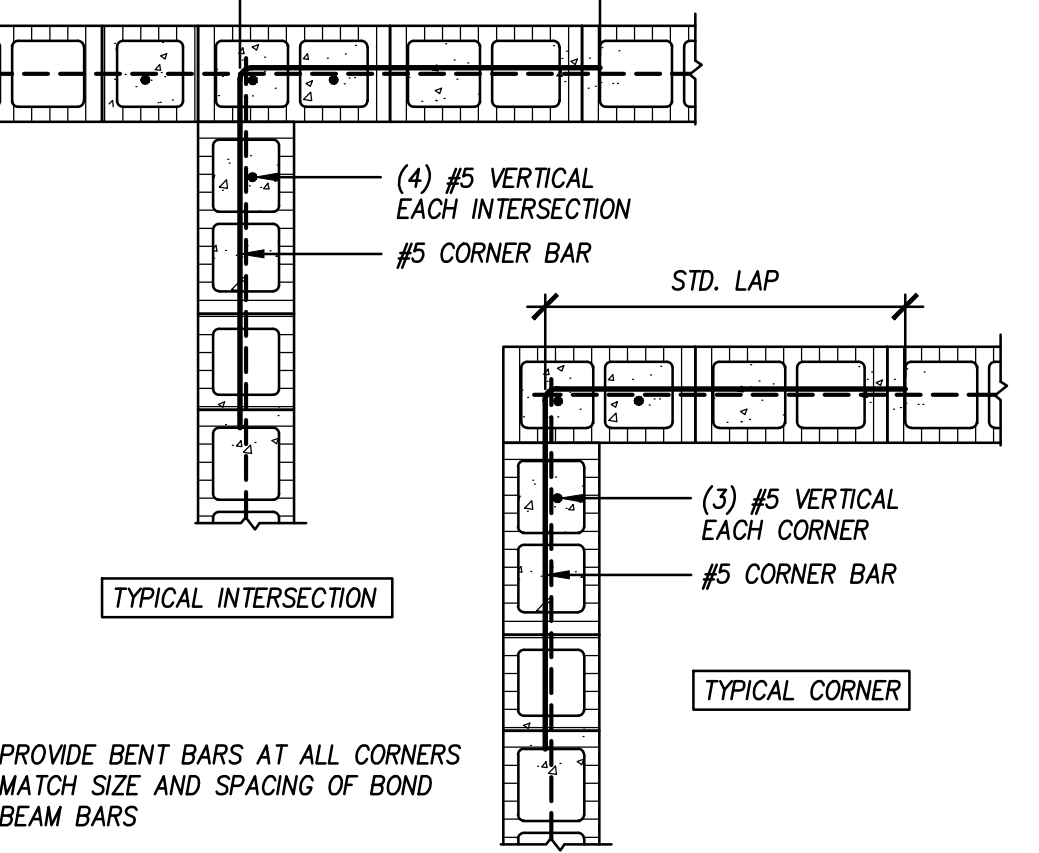 (4) #5 VERTICAL
EACH INTERSECTION
#5 CORNER BAR
STD. LAP
(3) #5 VERTICAL
EACH CORNER
#5 CORNER BAR
TYPICAL INTERSECTION
TYPICAL CORNER
PROVIDE BENT BARS AT ALL CORNERS
MATCH SIZE AND SPACING OF BOND
BEAM BARS